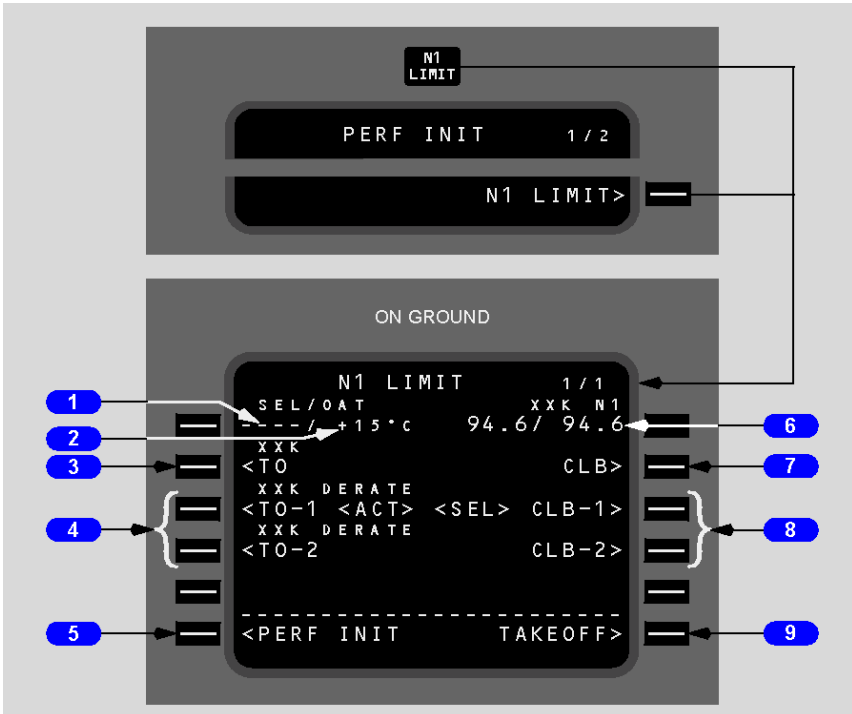 N1
LIMIT
PERF INIT 1/2
N1 LIMIT>
ON GROUND
N1 LIMIT 1/1
SEL/OAT XXK N1
----/ +15°C 94.6/ 94.6
XXK
<TO CLB>
XXK DERATE
<TO-1 <ACT> <SEL> CLB-1>
XXK DERATE
<TO-2 CLB-2>
------------------------
<PERF INIT TAKEOFF>
1
2
3
4
5
6
7
8
9